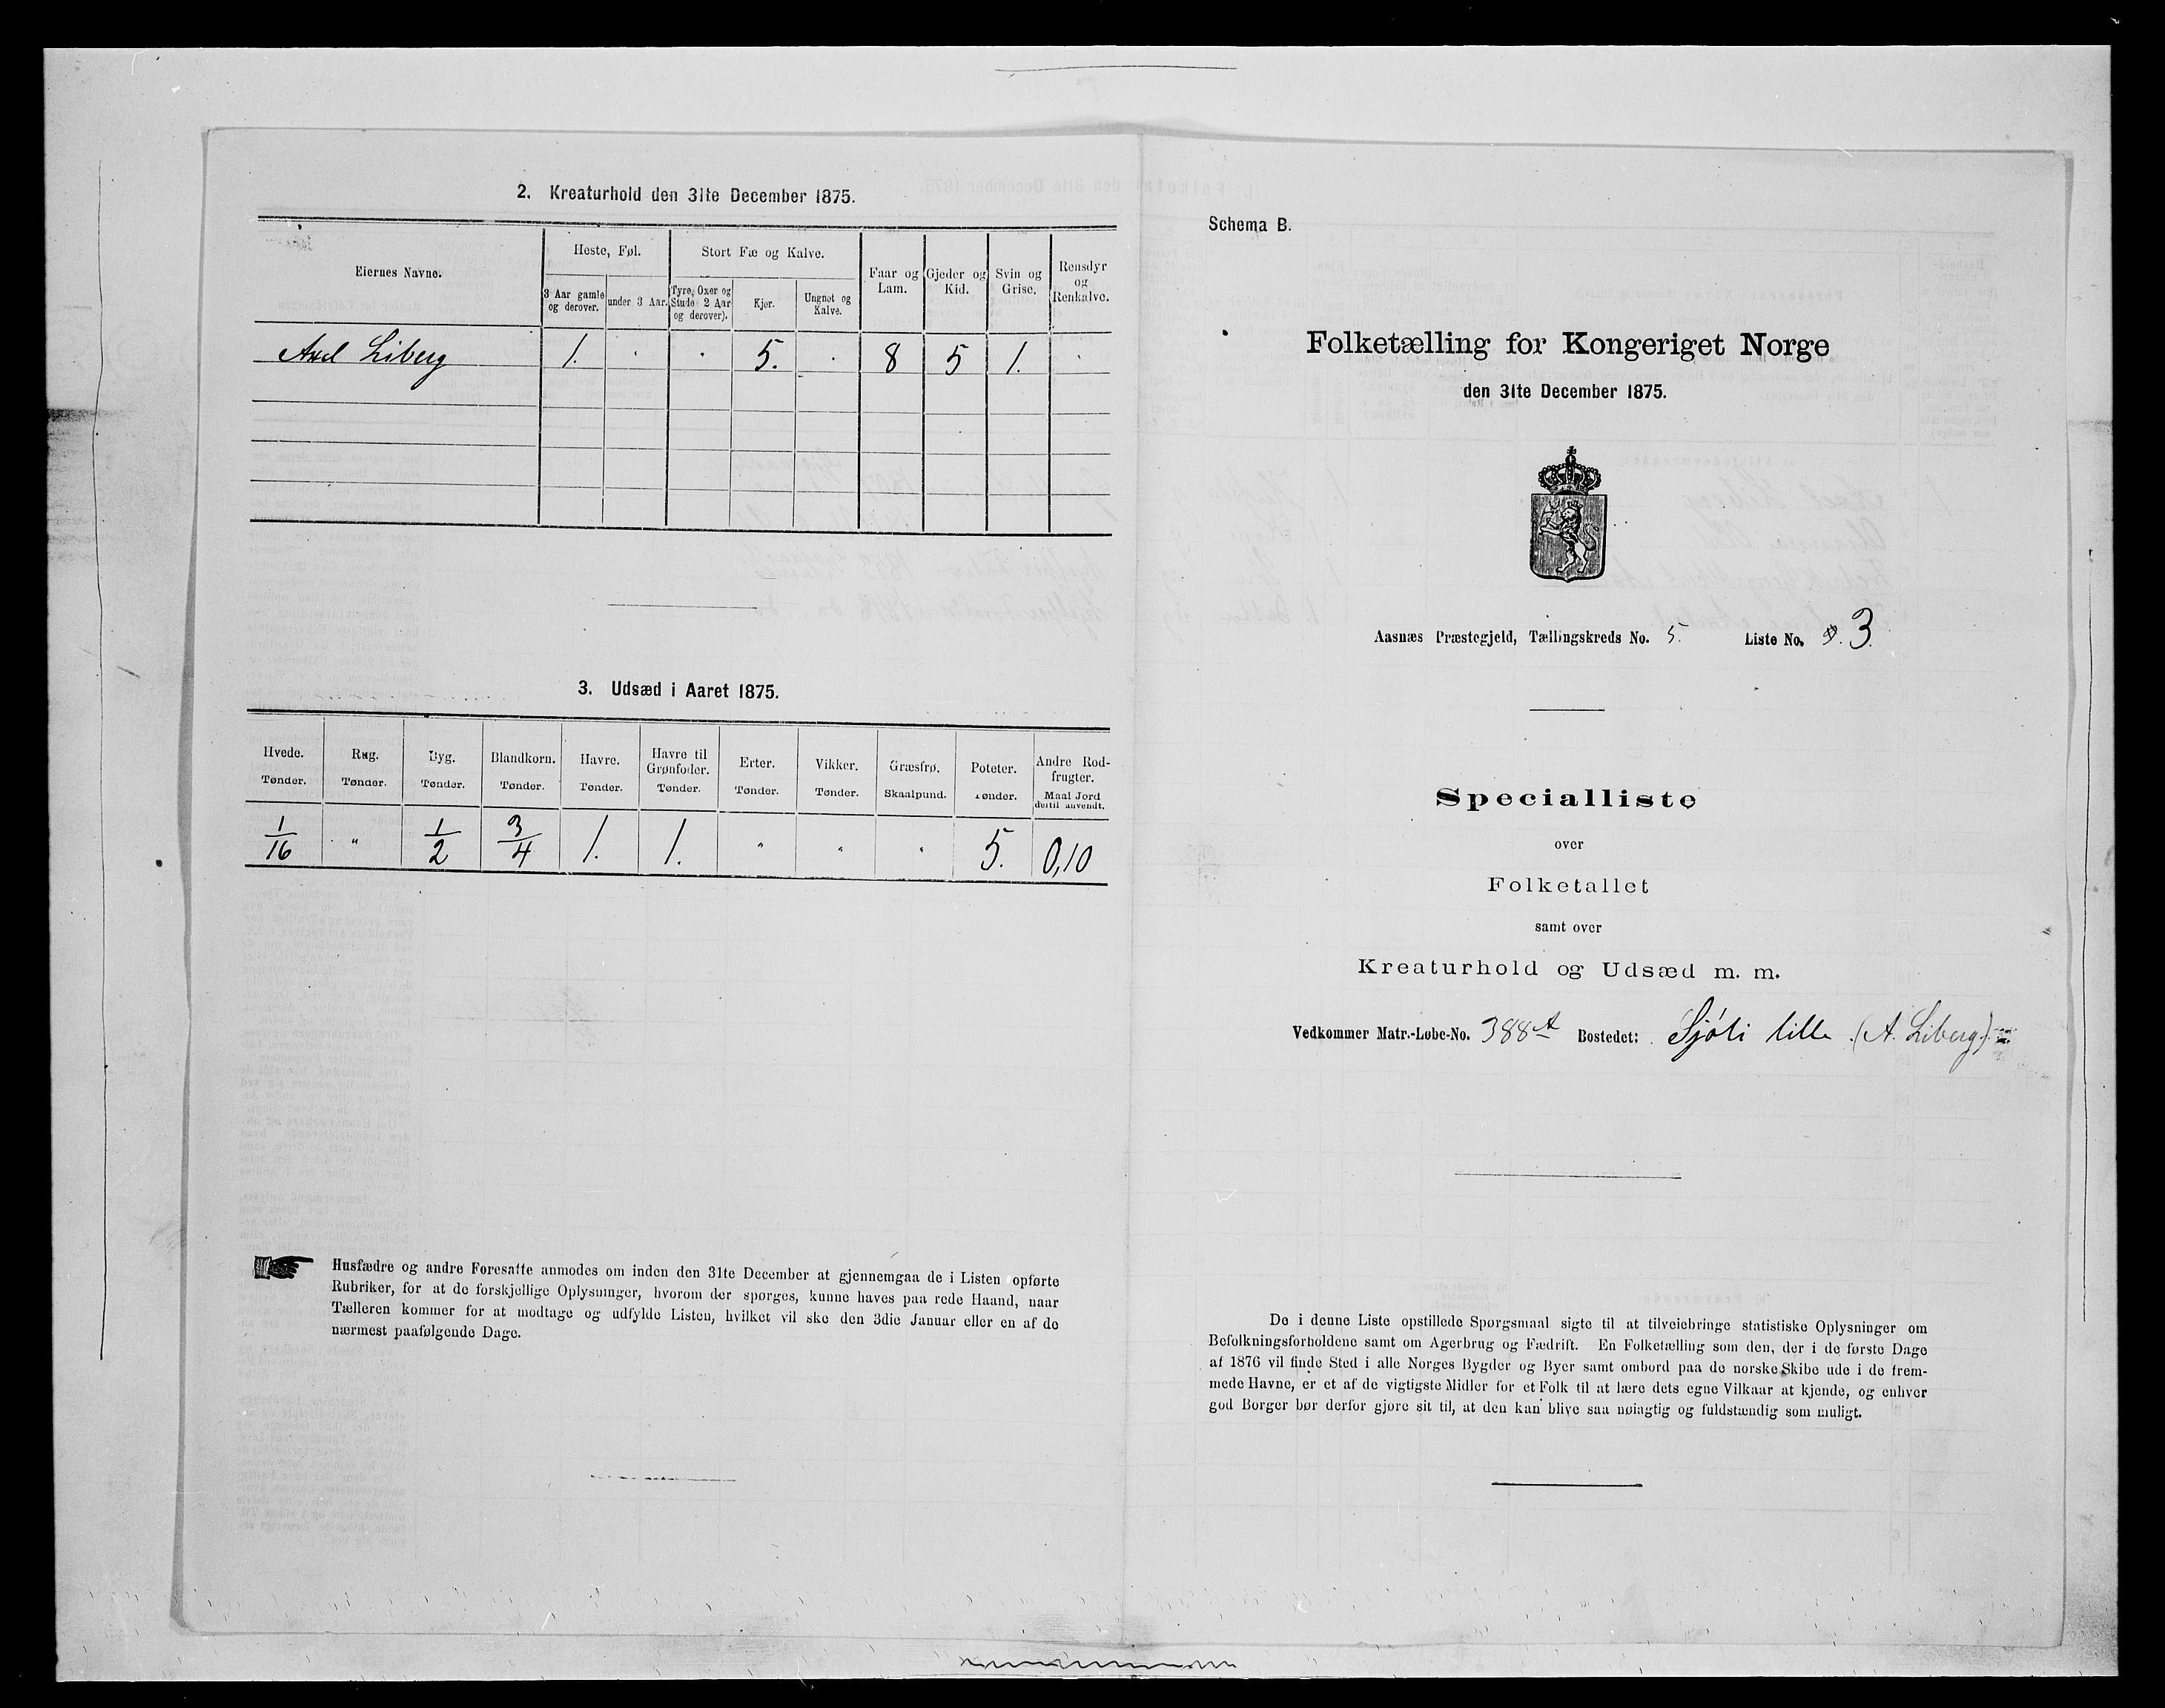 2. Kreaturhold den 31te December 1875.
Eiernes Navne.
Heste, Føl.
3 Aar gamle og derover.
under 3 Aar.
Stort Fæ og Kalve.
Tyre, Oxer og Stude 2 Aar og derover).
Kjør.
Ungnøt og Kalve.
Faar og Lam.
Gjeder og Kid.
Svin og Grise.
Rensdyr og Renkalve.
Axel Liberg 1. . . 5. . 8 5 1. .
3. Udsæd i Aaret 1875.
Hvede. Rug. Byg. Blandkorn. Havre. Havre til Grønfoder. Erter. Vikker. Græsfrø. Poteter. Andre Rodfrugter.
Tønder. Tønder. Tønder. Tønder. Tønder. Tønder. Tønder. Tønder. Skaalpund. Tønder. Maal Jord dertil anvendt.
1/16 " 1/2 3/4 1. 1. " " " 5. 0,10
Husfædre og andre Foresatte anmodes om inden den 31te December at gjennemgaa de i Listen opførte
Rubriker, for at de forskjellige Oplysninger, hvorom der spørges, kunne haves paa rede Haand, naar
Tælleren kommer for at modtage og udfylde Listen, hvilket vil ske den 3die Januar eller en af de
nærmest paafølgende Dage.
Schema B.
Folketælling for Kongeriget Norge
den 31te December 1875.
Aasnæs Præstegjeld, Tællingskreds No. 5. Liste No. 3.
Specialliste
over
Folketallet
samt over
Kreaturhold og Udsæd m. m.
Vedkommer Matr.-Løbe-No. 388A Bostedet: Sjóli lille (A. Liberg.)
De i denne Liste opstillede Spørgsmaal sigte til at tilveiebringe statistiske Oplysninger om
Befolkningsforholdene samt om Agerbrug og Fædrift. En Folketælling som den, der i de første Dage
af 1876 vil finde Sted i alle Norges Bygder og Byer samt ombord paa de norske Skibe ude i de frem-
mede Havne, er et af de vigtigste Midler for et Folk til at lære dets egne Vilkaar at kjende, og enhver
god Borger bør derfor gjøre sit til, at den kan blive saa nøiagtig og fuldstændig som muligt.